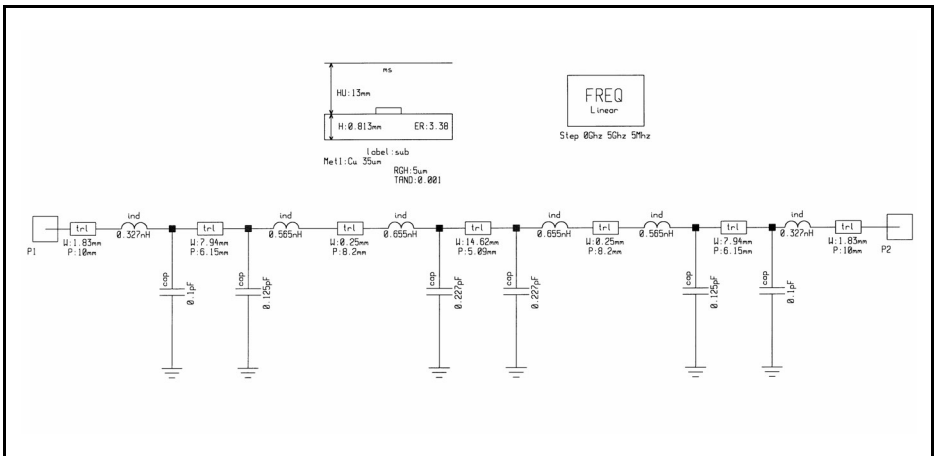 ms
HU:13mm
H:0.813mm ER:3.38
label:sub
Metl:Cu 35um
RGH:5um
TAND:0.001
FREQ
Linear
Step 0Ghz 5Ghz 5Mhz
P1
trl
W:1.83mm
P:10mm
ind
0.327nH
cap
0.1pF
trl
W:7.94mm
P:6.15mm
cap
0.125pF
ind
0.565nH
trl
W:0.25mm
P:8.2mm
ind
0.655nH
cap
0.227pF
trl
W:14.62mm
P:5.09mm
cap
0.227pF
ind
0.655nH
trl
W:0.25mm
P:8.2mm
ind
0.565nH
cap
0.125pF
trl
W:7.94mm
P:6.15mm
cap
0.1pF
ind
0.327nH
trl
W:1.83mm
P:10mm
P2